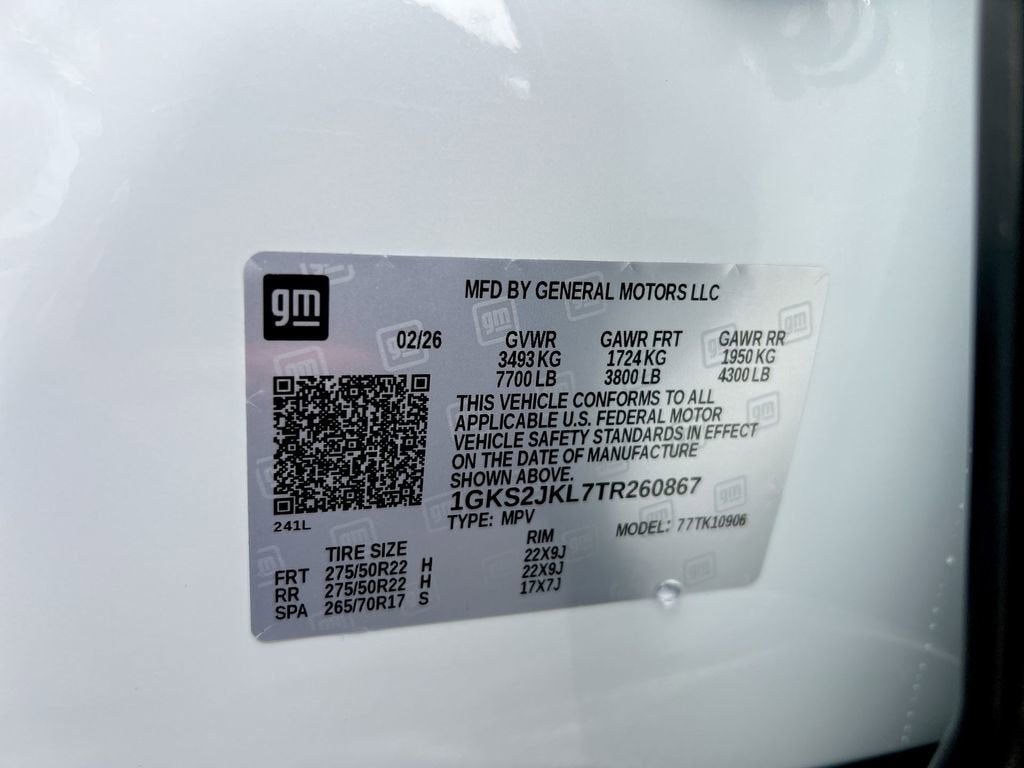 gm
MFD BY GENERAL MOTORS LLC
02/26 GVWR GAWR FRT GAWR RR
3493 KG 1724 KG 1950 KG
7700 LB 3800 LB 4300 LB
THIS VEHICLE CONFORMS TO ALL
APPLICABLE U.S. FEDERAL MOTOR
VEHICLE SAFETY STANDARDS IN EFFECT
ON THE DATE OF MANUFACTURE
SHOWN ABOVE.
1GKS2JKL7TR260867
241L
TYPE: MPV MODEL: 77TK10906
TIRE SIZE RIM
FRT 275/50R22 H 22X9J
RR 275/50R22 H 22X9J
SPA 265/70R17 S 17X7J